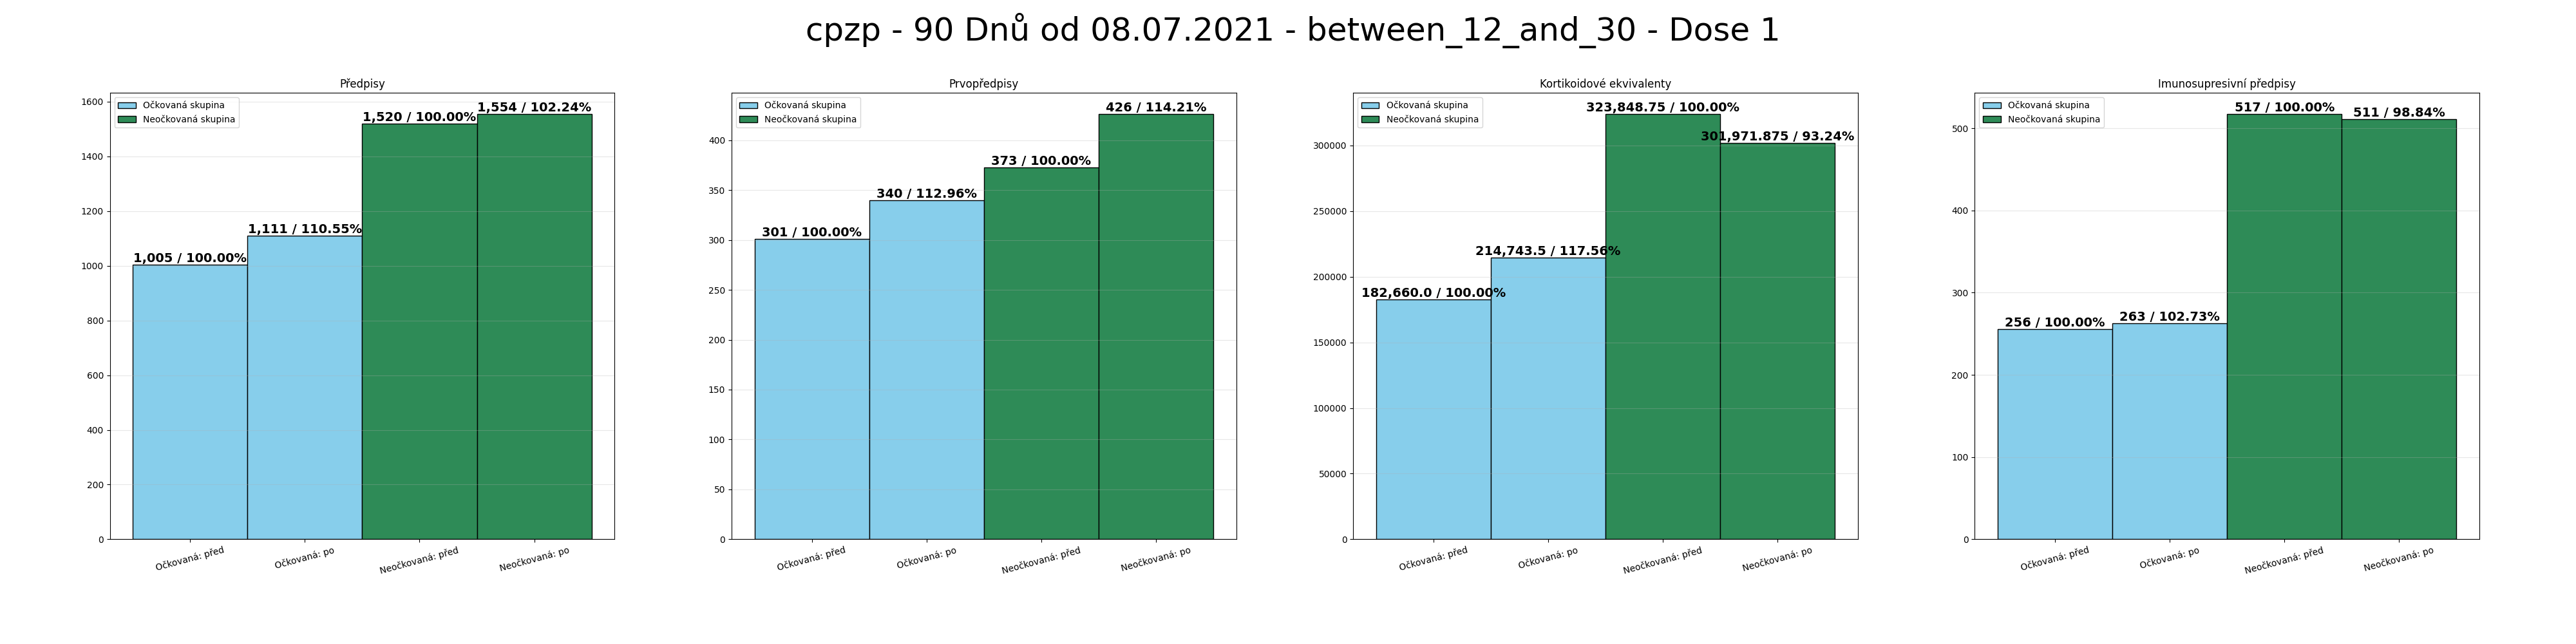 cpzp - 90 Dnů od 08.07.2021 - between_12_and_30 - Dose 1
Předpisy
Očkovaná skupina
Neočkovaná skupina
1600
1400
1200
1000
800
600
400
200
0
1,005 / 100.00%
1,111 / 110.55%
1,520 / 100.00%
1,554 / 102.24%
Očkovaná: před
Očkovaná: po
Neočkovaná: před
Neočkovaná: po
Prvopředpisy
Očkovaná skupina
Neočkovaná skupina
400
350
300
250
200
150
100
50
0
301 / 100.00%
340 / 112.96%
373 / 100.00%
426 / 114.21%
Očkovaná: před
Očkovaná: po
Neočkovaná: před
Neočkovaná: po
Kortikoidové ekvivalenty
Očkovaná skupina
Neočkovaná skupina
300000
250000
200000
150000
100000
50000
0
182,660.0 / 100.00%
214,743.5 / 117.56%
323,848.75 / 100.00%
301,971.875 / 93.24%
Očkovaná: před
Očkovaná: po
Neočkovaná: před
Neočkovaná: po
Imunosupresivní předpisy
Očkovaná skupina
Neočkovaná skupina
500
400
300
200
100
0
256 / 100.00%
263 / 102.73%
517 / 100.00%
511 / 98.84%
Očkovaná: před
Očkovaná: po
Neočkovaná: před
Neočkovaná: po